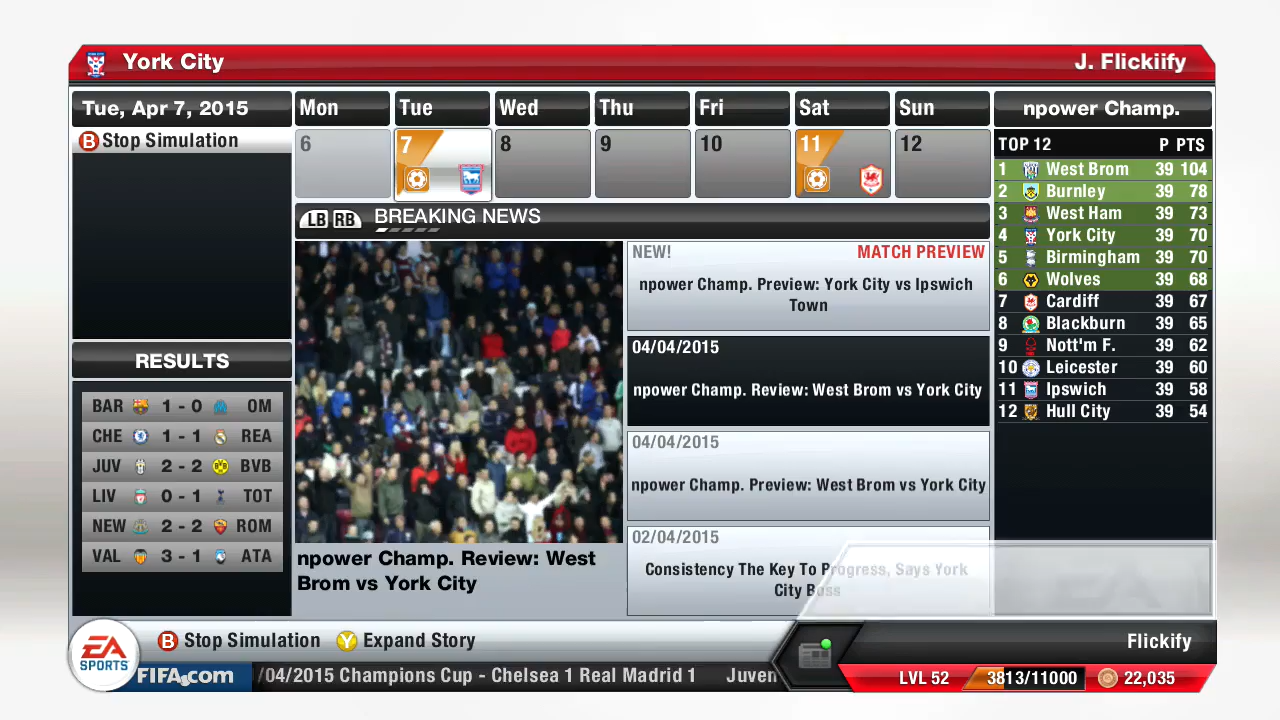 York City
J. Flickiify
Tue, Apr 7, 2015
B Stop Simulation
Mon Tue Wed Thu Fri Sat Sun
6 7 8 9 10 11 12
LB RB BREAKING NEWS
NEW! MATCH PREVIEW
npower Champ. Preview: York City vs Ipswich
Town
04/04/2015
npower Champ. Review: West Brom vs York City
04/04/2015
npower Champ. Preview: West Brom vs York City
02/04/2015
Consistency The Key To Progress, Says York
City Boss
npower Champ. Review: West
Brom vs York City
RESULTS
BAR 1 - 0 OM
CHE 1 - 1 REA
JUV 2 - 2 BVB
LIV 0 - 1 TOT
NEW 2 - 2 ROM
VAL 3 - 1 ATA
npower Champ.
TOP 12 P PTS
1 West Brom 39 104
2 Burnley 39 78
3 West Ham 39 73
4 York City 39 70
5 Birmingham 39 70
6 Wolves 39 68
7 Cardiff 39 67
8 Blackburn 39 65
9 Nott'm F. 39 62
10 Leicester 39 60
11 Ipswich 39 58
12 Hull City 39 54
EA
B Stop Simulation Y Expand Story
EA
SPORTS
FIFA.com
/04/2015 Champions Cup - Chelsea 1 Real Madrid 1 Juven
Flickify
LVL 52 3813/11000 22,035